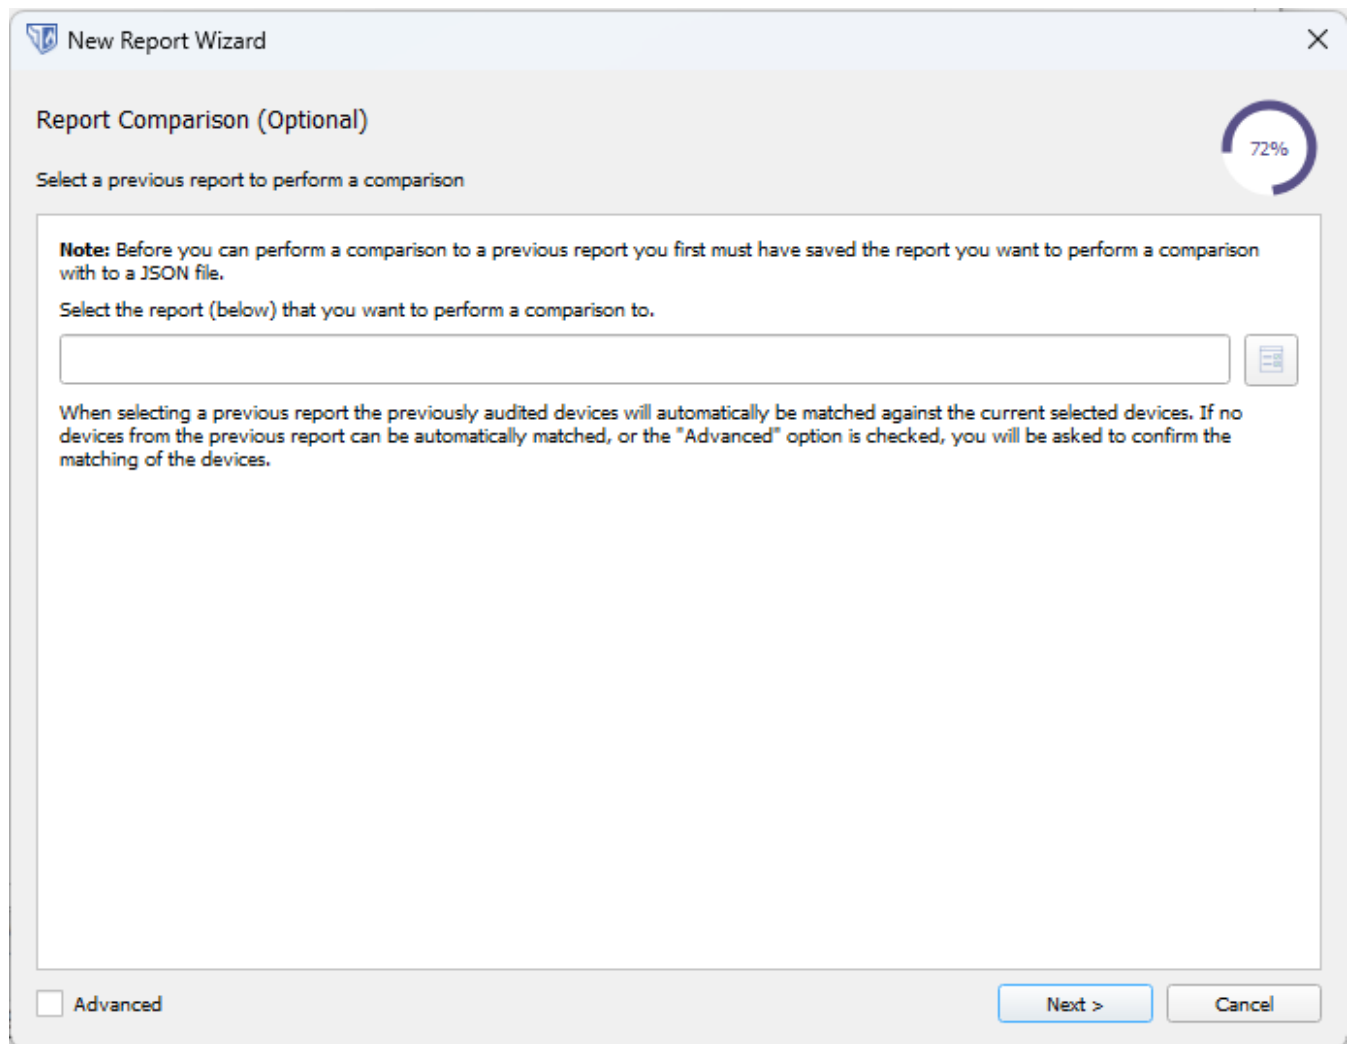 New Report Wizard
Report Comparison (Optional)
72%
Select a previous report to perform a comparison
Note: Before you can perform a comparison to a previous report you first must have saved the report you want to perform a comparison
with to a JSON file.
Select the report (below) that you want to perform a comparison to.
When selecting a previous report the previously audited devices will automatically be matched against the current selected devices. If no
devices from the previous report can be automatically matched, or the "Advanced" option is checked, you will be asked to confirm the
matching of the devices.
Advanced
Next >
Cancel